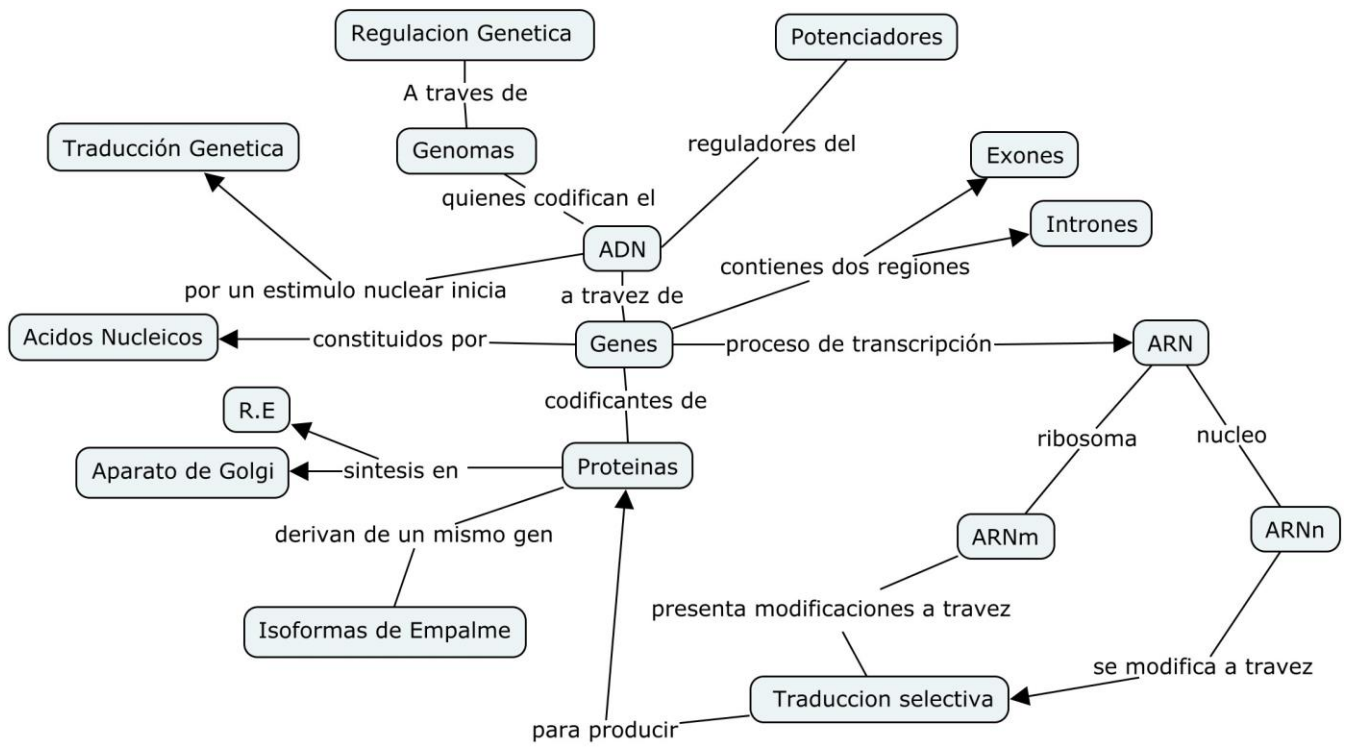 Regulacion Genetica
Potenciadores
A traves de
Traducción Genetica
Genomas
reguladores del
Exones
quienes codifican el
Intrones
ADN
contienes dos regiones
por un estimulo nuclear inicia
a travez de
Acidos Nucleicos
constituidos por
Genes
proceso de transcripción
ARN
codificantes de
R.E
ribosoma
nucleo
Aparato de Golgi
sintesis en
Proteinas
derivan de un mismo gen
ARNm
ARNn
presenta modificaciones a travez
Isoformas de Empalme
se modifica a travez
Traduccion selectiva
para producir